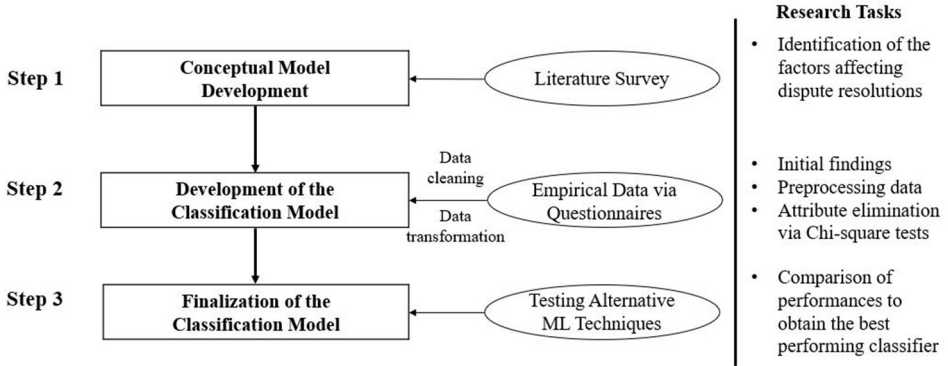 Research Tasks
Step 1
Conceptual Model
Development
Literature Survey
• Identification of the
factors affecting
dispute resolutions
Step 2
Development of the
Classification Model
Data
cleaning
Data
transformation
Empirical Data via
Questionnaires
• Initial findings
• Preprocessing data
• Attribute elimination
via Chi-square tests
Step 3
Finalization of the
Classification Model
Testing Alternative
ML Techniques
• Comparison of
performances to
obtain the best
performing classifier